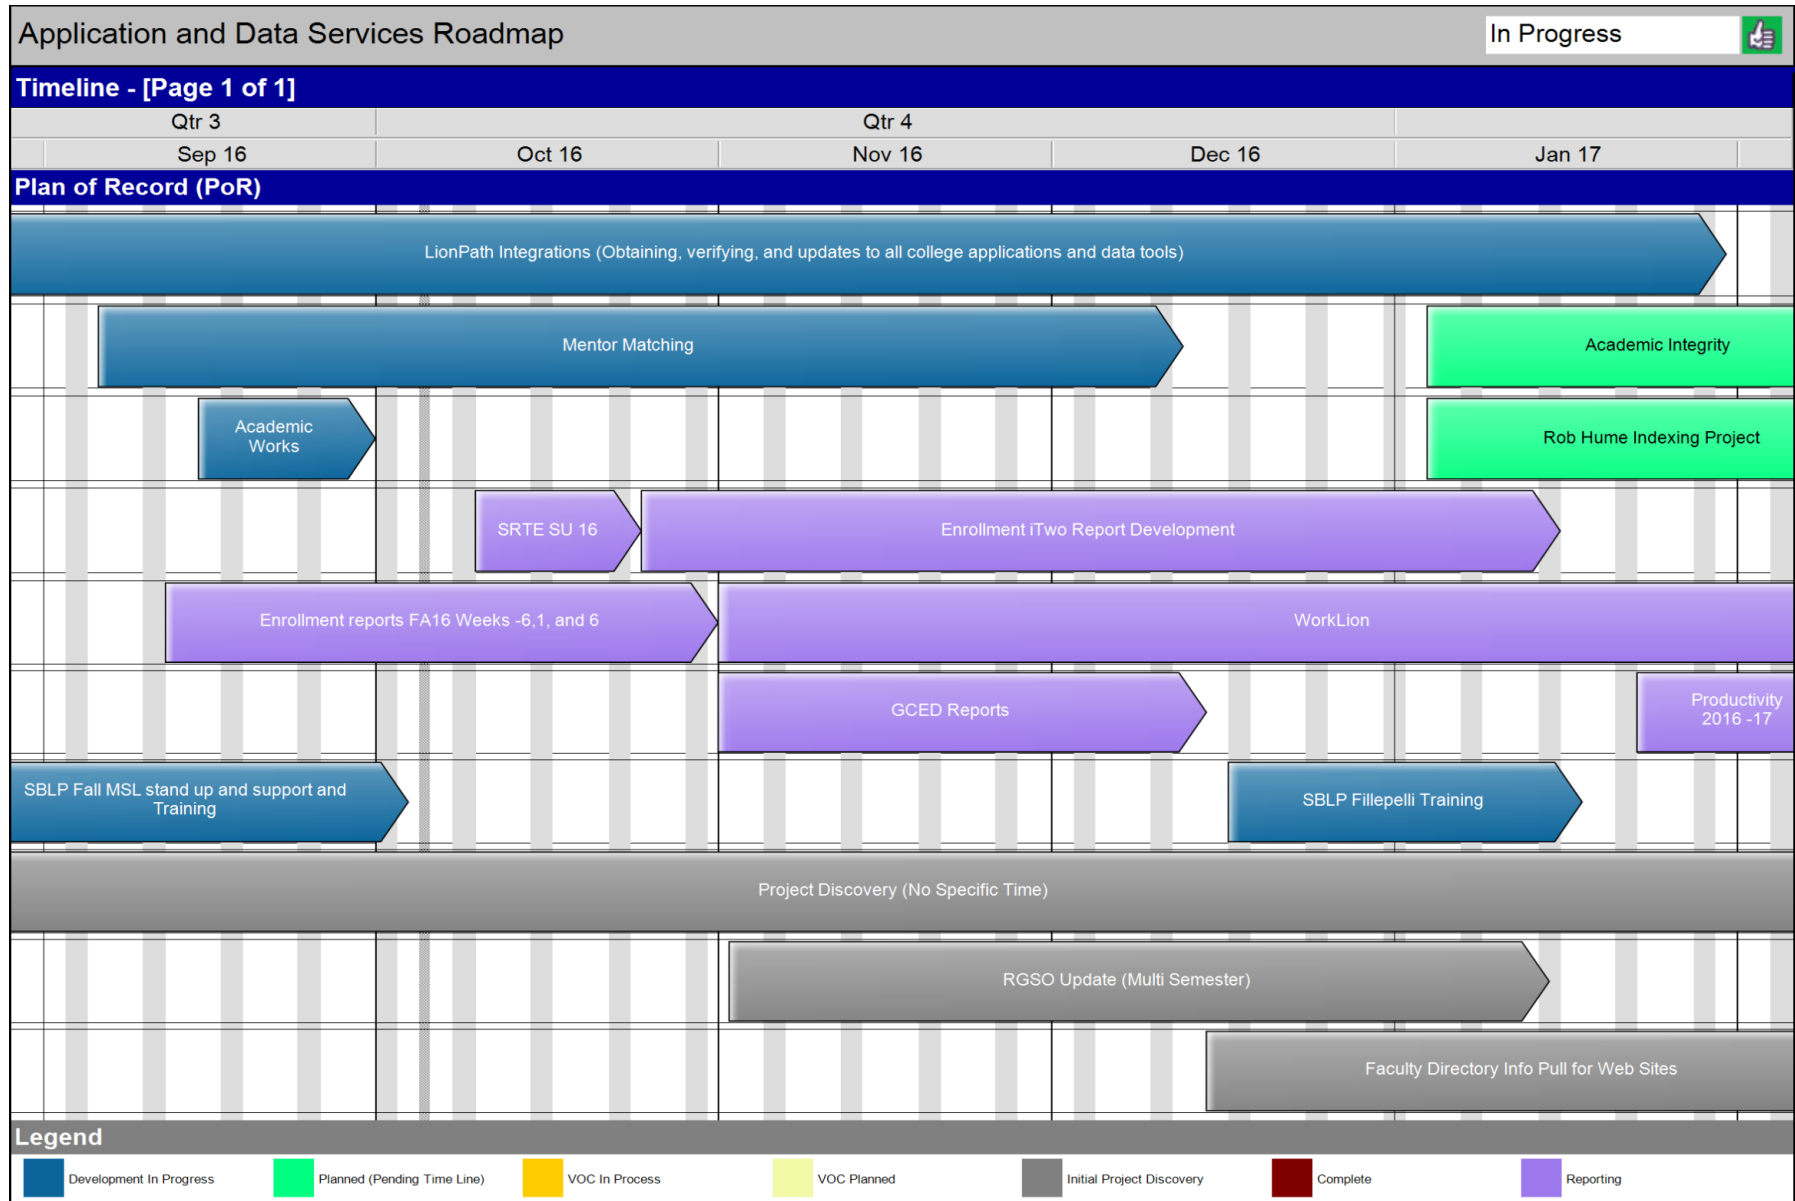 Application and Data Services Roadmap
In Progress
Timeline - [Page 1 of 1]
Qtr 3
Qtr 4
Sep 16
Oct 16
Nov 16
Dec 16
Jan 17
Plan of Record (PoR)
LionPath Integrations (Obtaining, verifying, and updates to all college applications and data tools)
Mentor Matching
Academic Integrity
Academic
Works
Rob Hume Indexing Project
SRTE SU 16
Enrollment iTwo Report Development
Enrollment reports FA16 Weeks -6,1, and 6
WorkLion
GCED Reports
Productivity
2016 -17
SBLP Fall MSL stand up and support and
Training
SBLP Fillepelli Training
Project Discovery (No Specific Time)
RGSO Update (Multi Semester)
Faculty Directory Info Pull for Web Sites
Legend
Development In Progress
Planned (Pending Time Line)
VOC In Process
VOC Planned
Initial Project Discovery
Complete
Reporting